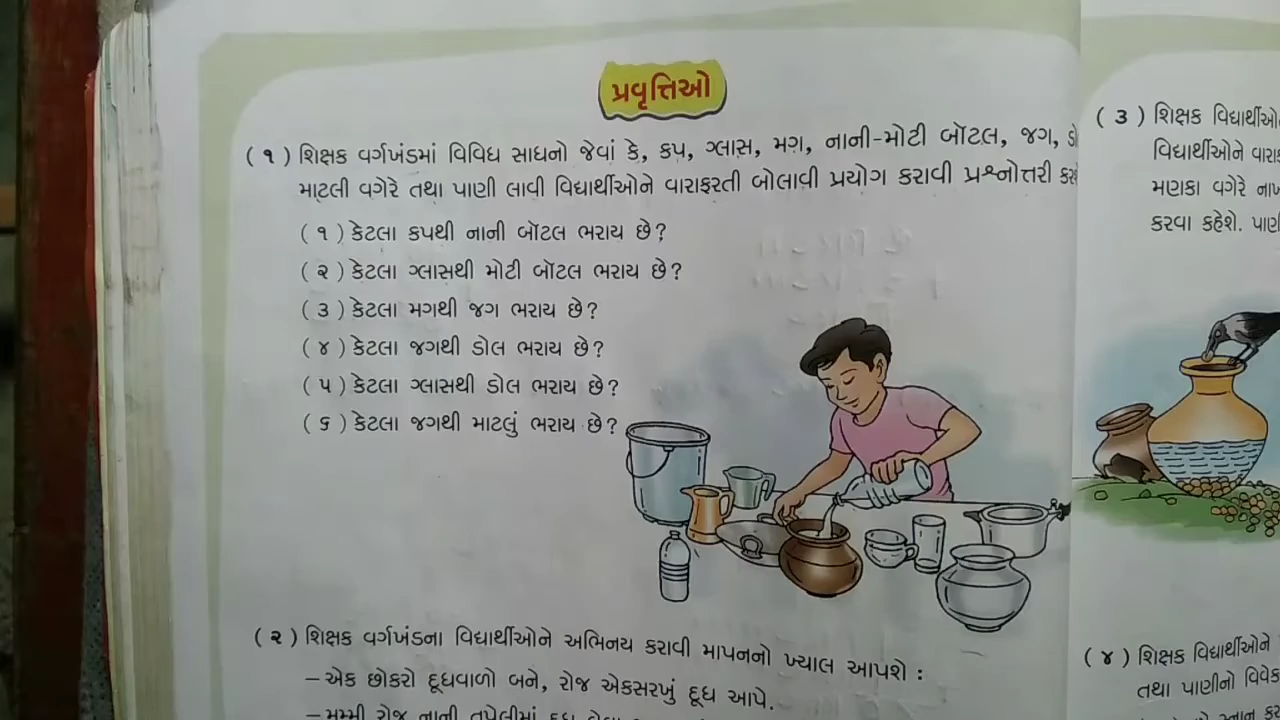 પ્રવૃત્તિઓ
(૧) શિક્ષક વર્ગખંડમાં વિવિધ સાધનો જેવાં કે, કપ, ગ્લાસ, મગ, નાની-મોટી બૉટલ, જગ,
માટલી વગેરે તથા પાણી લાવી વિદ્યાર્થીઓને વારાફરતી બોલાવી પ્રયોગ કરાવી પ્રશ્નોત્તરી
(૧) કેટલા કપથી નાની બૉટલ ભરાય છે?
(૨) કેટલા ગ્લાસથી મોટી બૉટલ ભરાય છે?
(૩) કેટલા મગથી જગ ભરાય છે?
(૪) કેટલા જગથી ડોલ ભરાય છે?
(૫) કેટલા ગ્લાસથી ડોલ ભરાય છે?
(૬) કેટલા જગથી માટલું ભરાય છે?
(૨) શિક્ષક વર્ગખંડના વિદ્યાર્થીઓને અભિનય કરાવી માપનનો ખ્યાલ આપશે :
– એક છોકરો દૂધવાળો બને, રોજ એકસરખું દૂધ આપે.
– મમ્મી રોજ નાની તપેલીમાં દૂધ
(૩) શિક્ષક
વિદ્યાર્થીઓને
મણકા વગેરે
કરવા કહેશે.
(૪) શિક્ષક વિદ્યાર્થીઓને
તથા પાણીનો